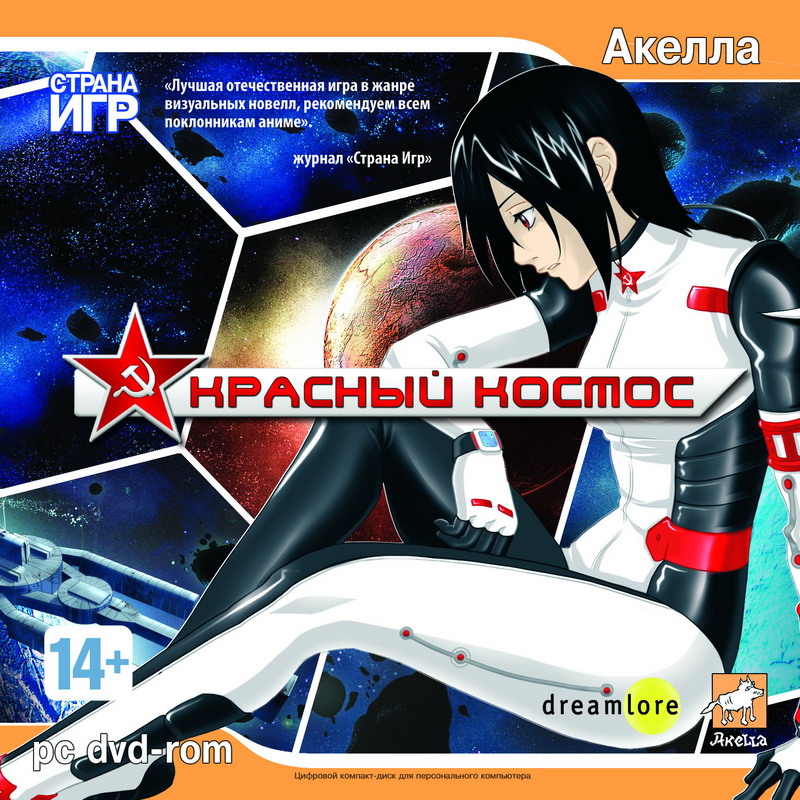 Акелла
СТРАНА
ИГР
«Лучшая отечественная игра в жанре
визуальных новелл, рекомендуем всем
поклонникам аниме».
журнал «Страна Игр»
КРАСНЫЙ КОСМОС
14+
dreamlore
Akella
pc dvd-rom
Цифровой компакт-диск для персонального компьютера